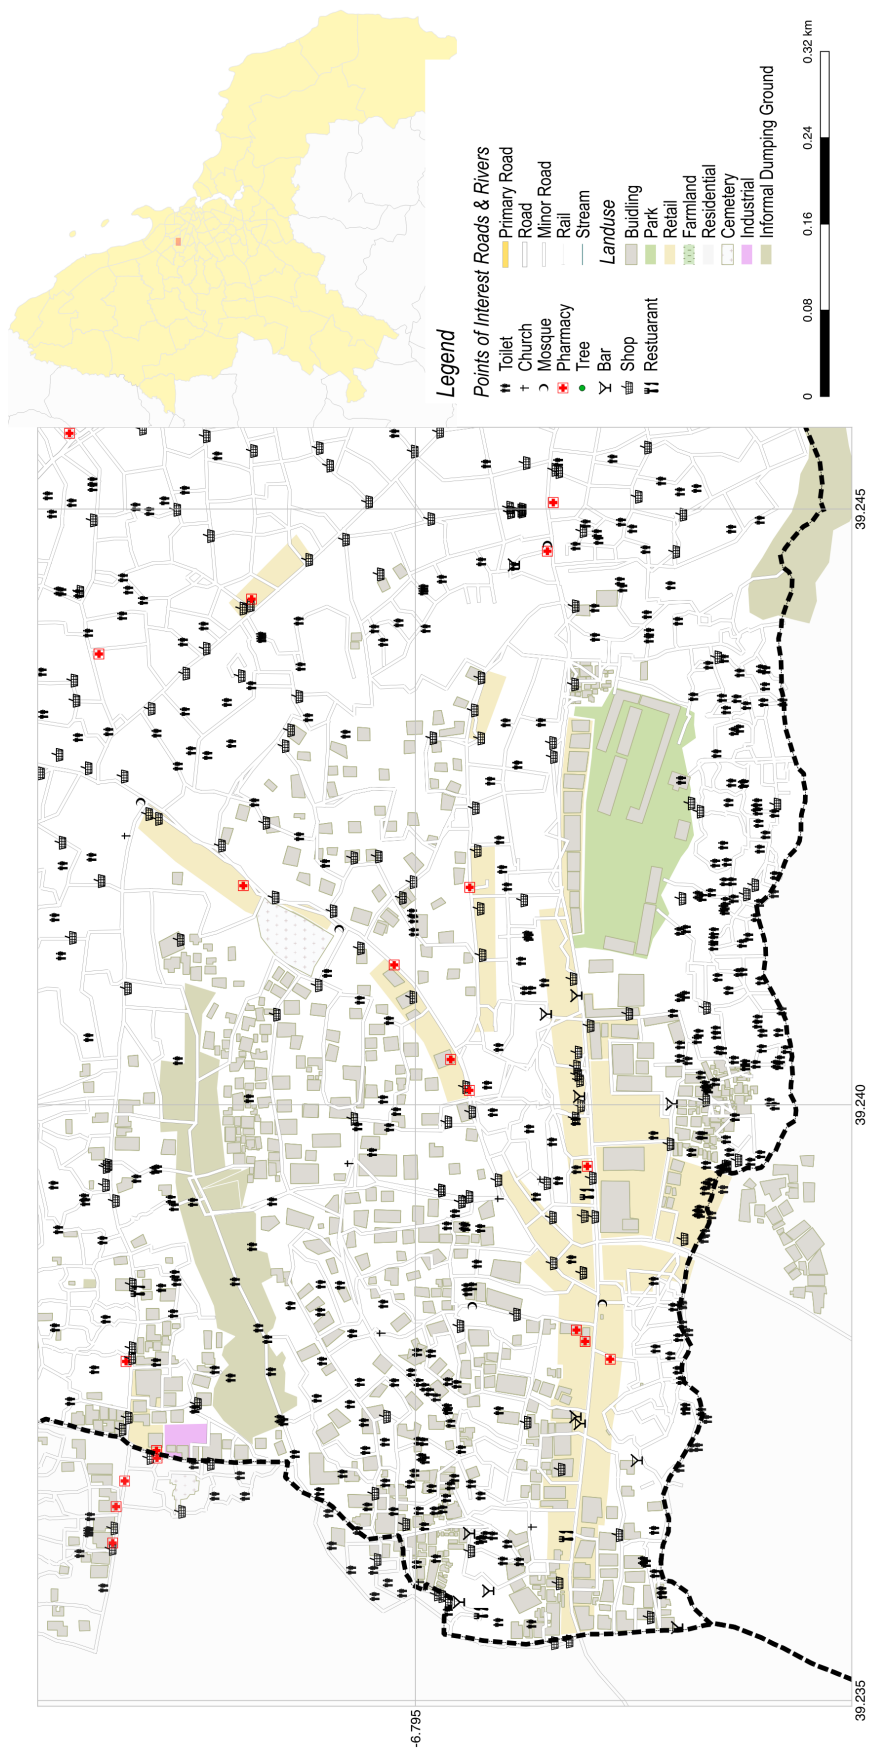 Legend
Points of Interest
Toilet
Church
Mosque
Pharmacy
Tree
Bar
Shop
Restuarant
Roads & Rivers
Primary Road
Road
Minor Road
Rail
Stream
Landuse
Buidling
Park
Retail
Farmland
Residential
Cemetery
Industrial
Informal Dumping Ground
0 0.08 0.16 0.24 0.32 km
-6.795
39.235 39.240 39.245